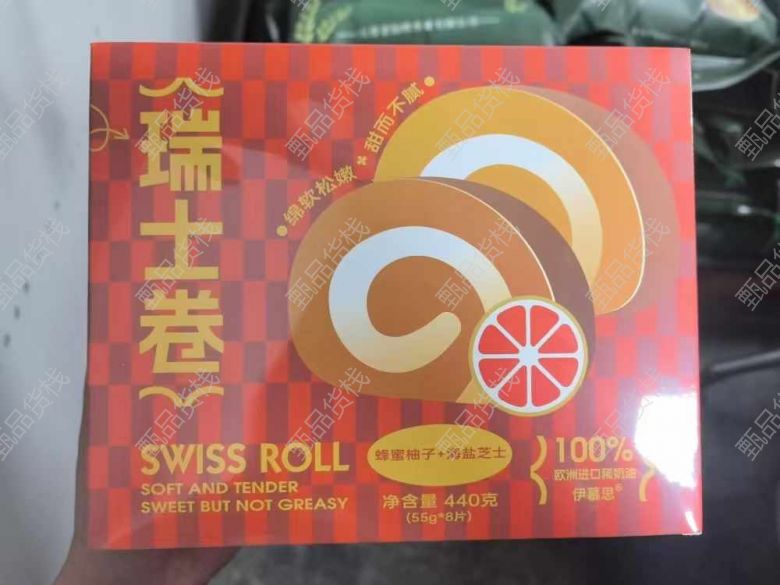 瑞士卷
绵软松嫩+甜而不腻
SWISS ROLL
SOFT AND TENDER
SWEET BUT NOT GREASY
蜂蜜柚子+海盐芝士
净含量 440克
(55g*8片)
100%
欧洲进口稀奶油
伊慕思®
甄品货栈